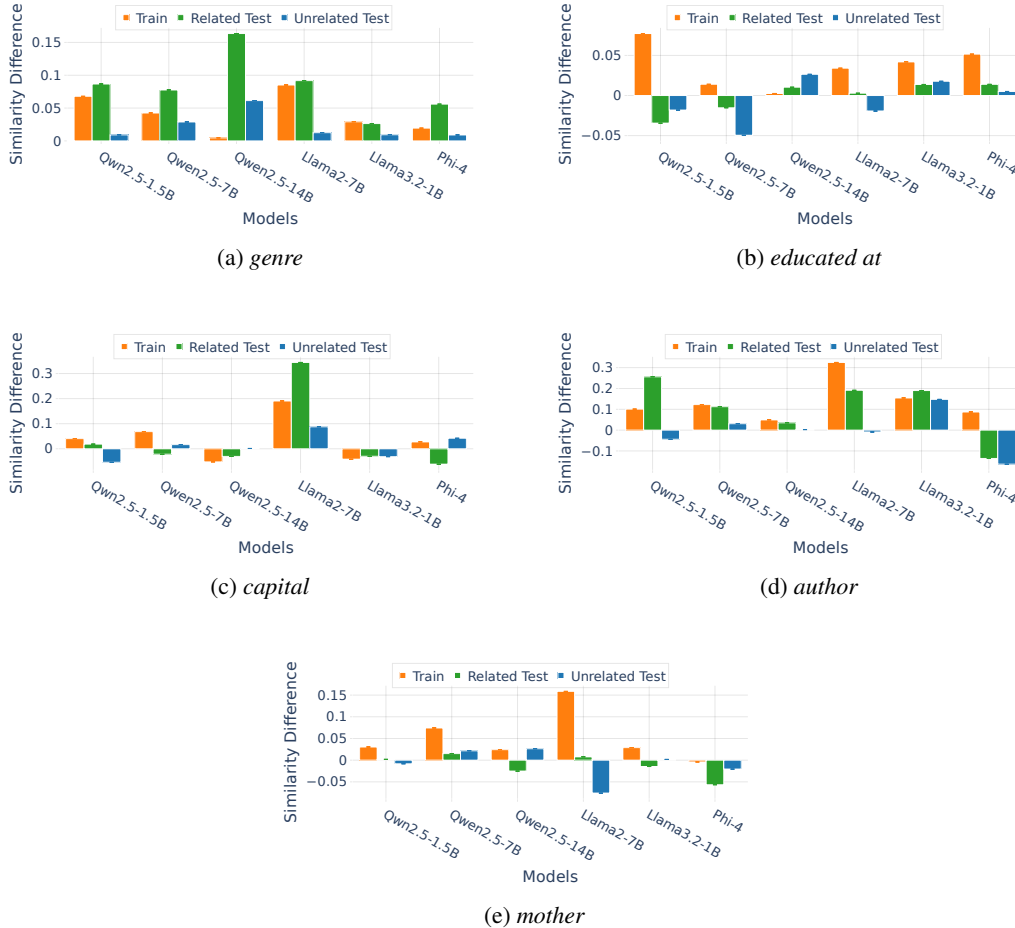 Train Related Test Unrelated Test
Similarity Difference
0.15
0.1
0.05
0
Qwn2.5-1.5B
Qwen2.5-7B
Qwen2.5-14B
Llama2-7B
Llama3.2-1B
Phi-4
Models
(a) genre
Train Related Test Unrelated Test
Similarity Difference
0.05
0
−0.05
Qwn2.5-1.5B
Qwen2.5-7B
Qwen2.5-14B
Llama2-7B
Llama3.2-1B
Phi-4
Models
(b) educated at
Train Related Test Unrelated Test
Similarity Difference
0.3
0.2
0.1
0
Qwn2.5-1.5B
Qwen2.5-7B
Qwen2.5-14B
Llama2-7B
Llama3.2-1B
Phi-4
Models
(c) capital
Train Related Test Unrelated Test
Similarity Difference
0.3
0.2
0.1
0
−0.1
Qwn2.5-1.5B
Qwen2.5-7B
Qwen2.5-14B
Llama2-7B
Llama3.2-1B
Phi-4
Models
(d) author
Train Related Test Unrelated Test
Similarity Difference
0.15
0.1
0.05
0
−0.05
Qwn2.5-1.5B
Qwen2.5-7B
Qwen2.5-14B
Llama2-7B
Llama3.2-1B
Phi-4
Models
(e) mother